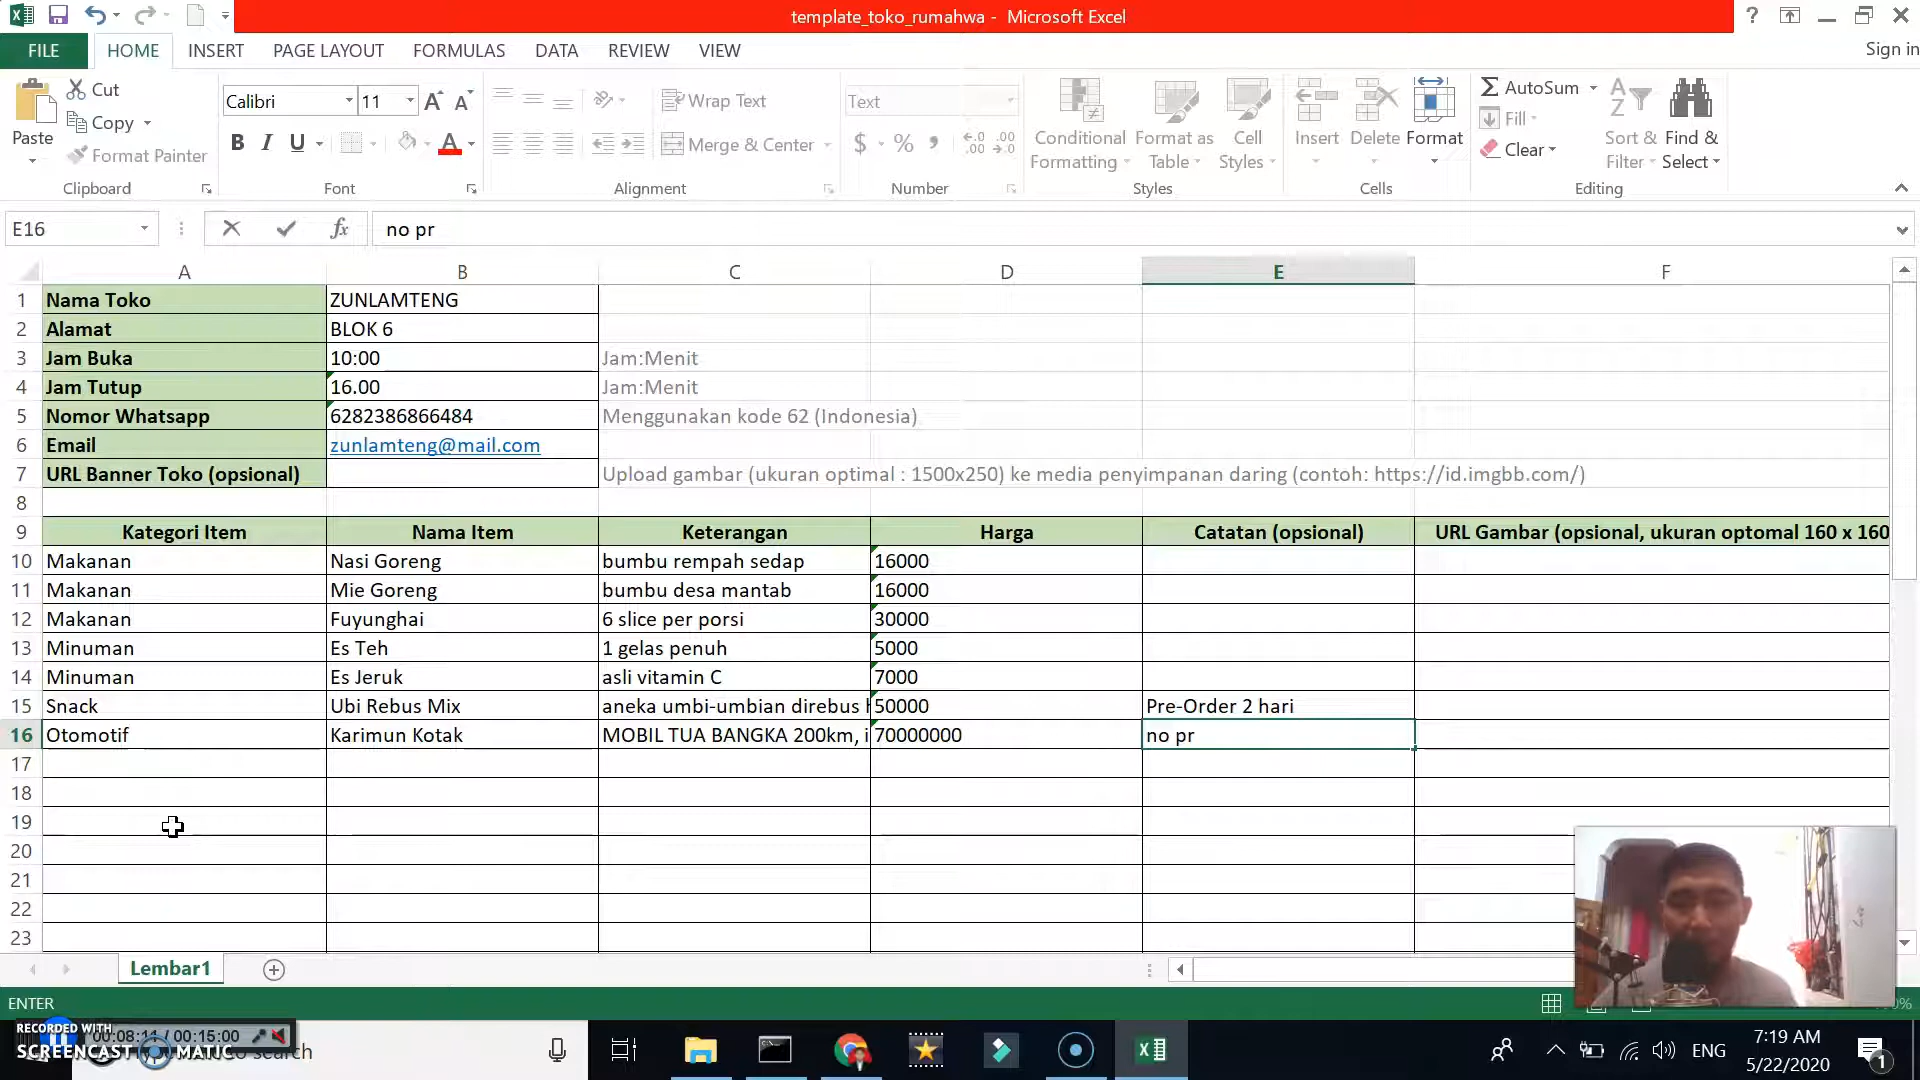 template_toko_rumahwa - Microsoft Excel
?
Sign in
FILE HOME INSERT PAGE LAYOUT FORMULAS DATA REVIEW VIEW
Paste
Cut
Copy
Format Painter
Clipboard
Calibri 11
B I U
Font
Wrap Text
Merge & Center
Alignment
Text
$ %
Number
Conditional Formatting
Format as Table
Cell Styles
Styles
Insert
Delete
Format
Cells
AutoSum
Fill
Clear
Sort & Filter
Find & Select
Editing
E16 fx no pr
A B C D E F
1 Nama Toko ZUNLAMTENG
2 Alamat BLOK 6
3 Jam Buka 10:00 Jam:Menit
4 Jam Tutup 16.00 Jam:Menit
5 Nomor Whatsapp 6282386866484 Menggunakan kode 62 (Indonesia)
6 Email zunlamteng@mail.com
7 URL Banner Toko (opsional) Upload gambar (ukuran optimal : 1500x250) ke media penyimpanan daring (contoh: https://id.imgbb.com/)
8
9 Kategori Item Nama Item Keterangan Harga Catatan (opsional) URL Gambar (opsional, ukuran optomal 160 x 160
10 Makanan Nasi Goreng bumbu rempah sedap 16000
11 Makanan Mie Goreng bumbu desa mantab 16000
12 Makanan Fuyunghai 6 slice per porsi 30000
13 Minuman Es Teh 1 gelas penuh 5000
14 Minuman Es Jeruk asli vitamin C 7000
15 Snack Ubi Rebus Mix aneka umbi-umbian direbus 50000 Pre-Order 2 hari
16 Otomotif Karimun Kotak MOBIL TUA BANGKA 200km, i 70000000 no pr
17
18
19
20
21
22
23
Lembar1
ENTER
RECORDED WITH
SCREENCAST MATIC
00:08:11 / 00:15:00
to search
ENG
7:19 AM
5/22/2020
1